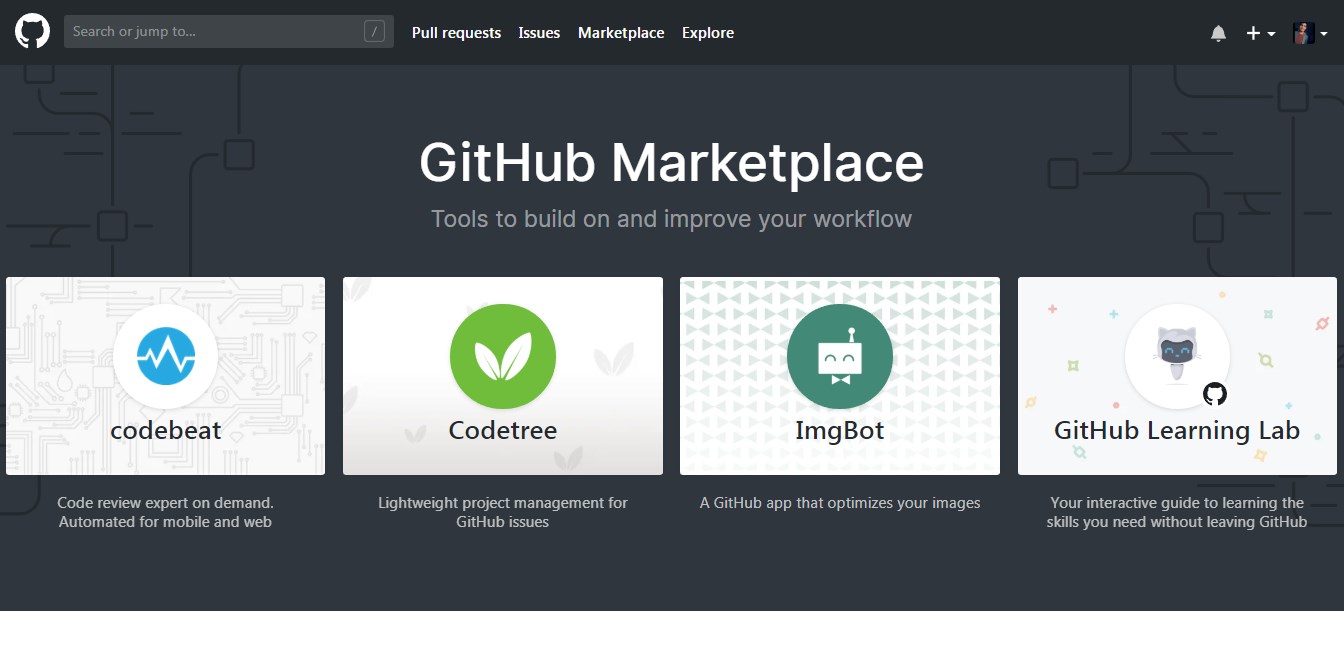 Search or jump to... /
Pull requests Issues Marketplace Explore
GitHub Marketplace
Tools to build on and improve your workflow
codebeat
Codetree
ImgBot
GitHub Learning Lab
Code review expert on demand.
Automated for mobile and web
Lightweight project management for
GitHub issues
A GitHub app that optimizes your images
Your interactive guide to learning the
skills you need without leaving GitHub